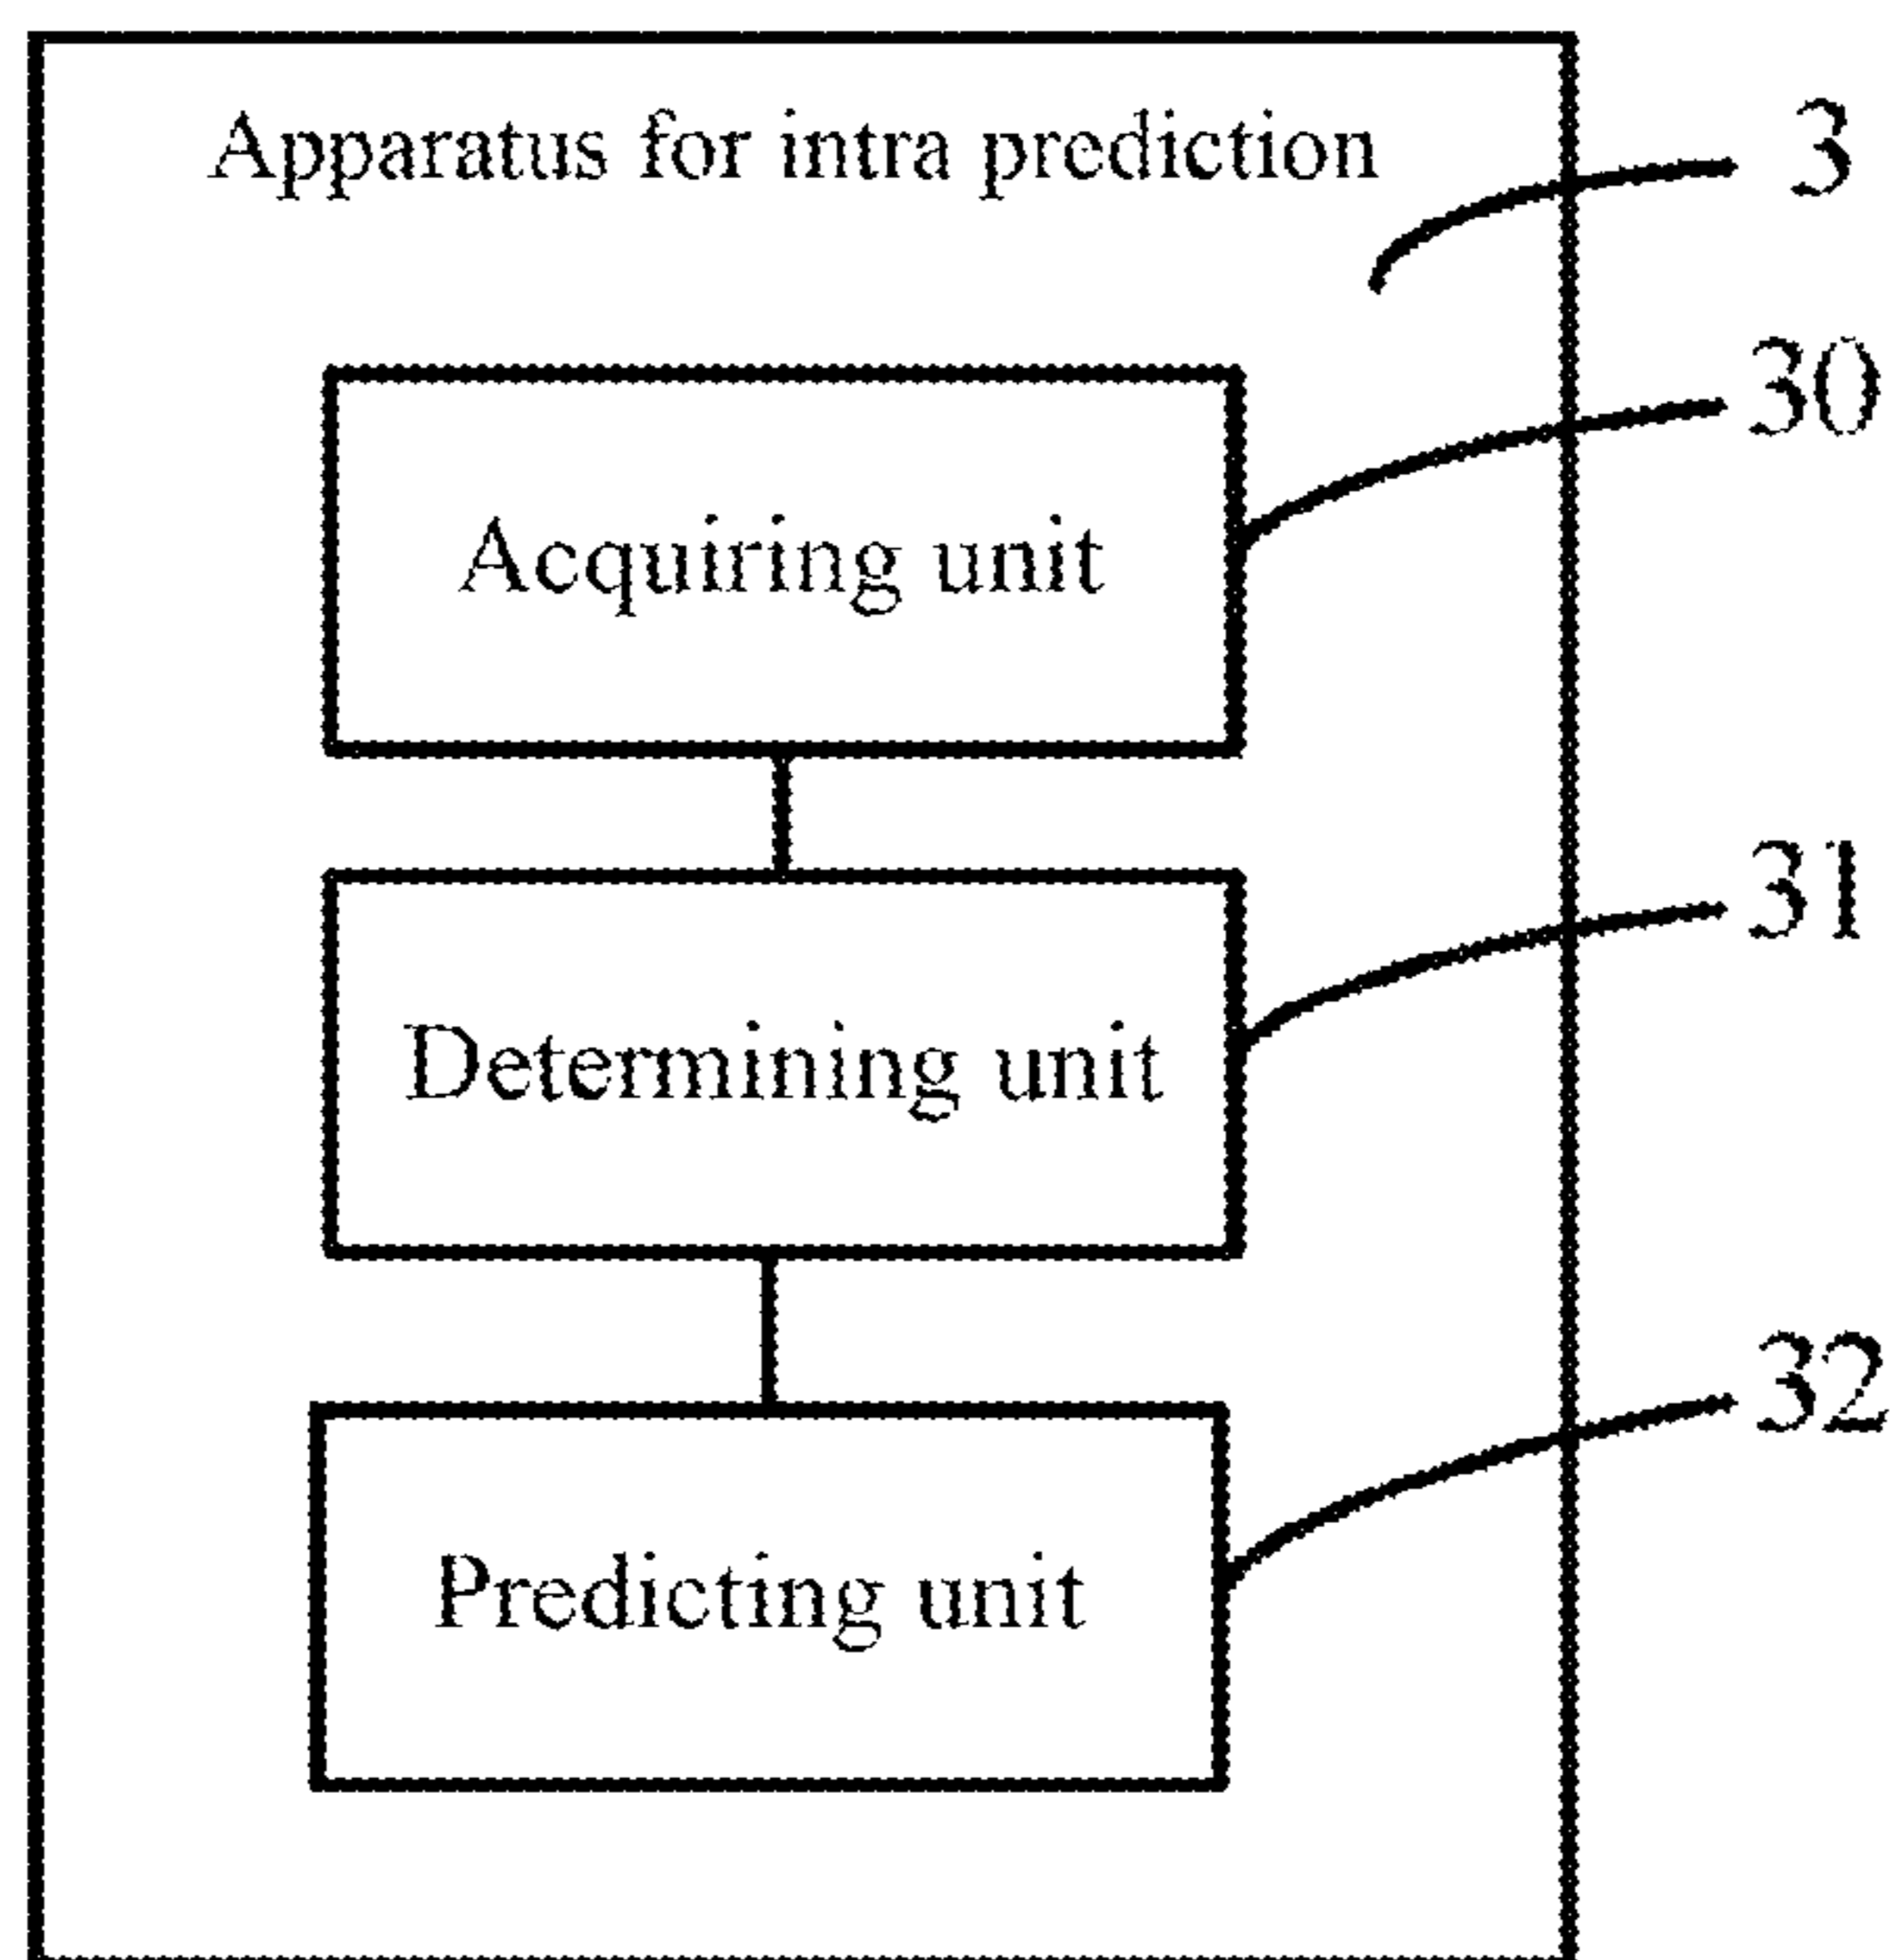 Apparatus for intra prediction
3
30
Acquiring unit
31
Determining unit
32
Predicting unit